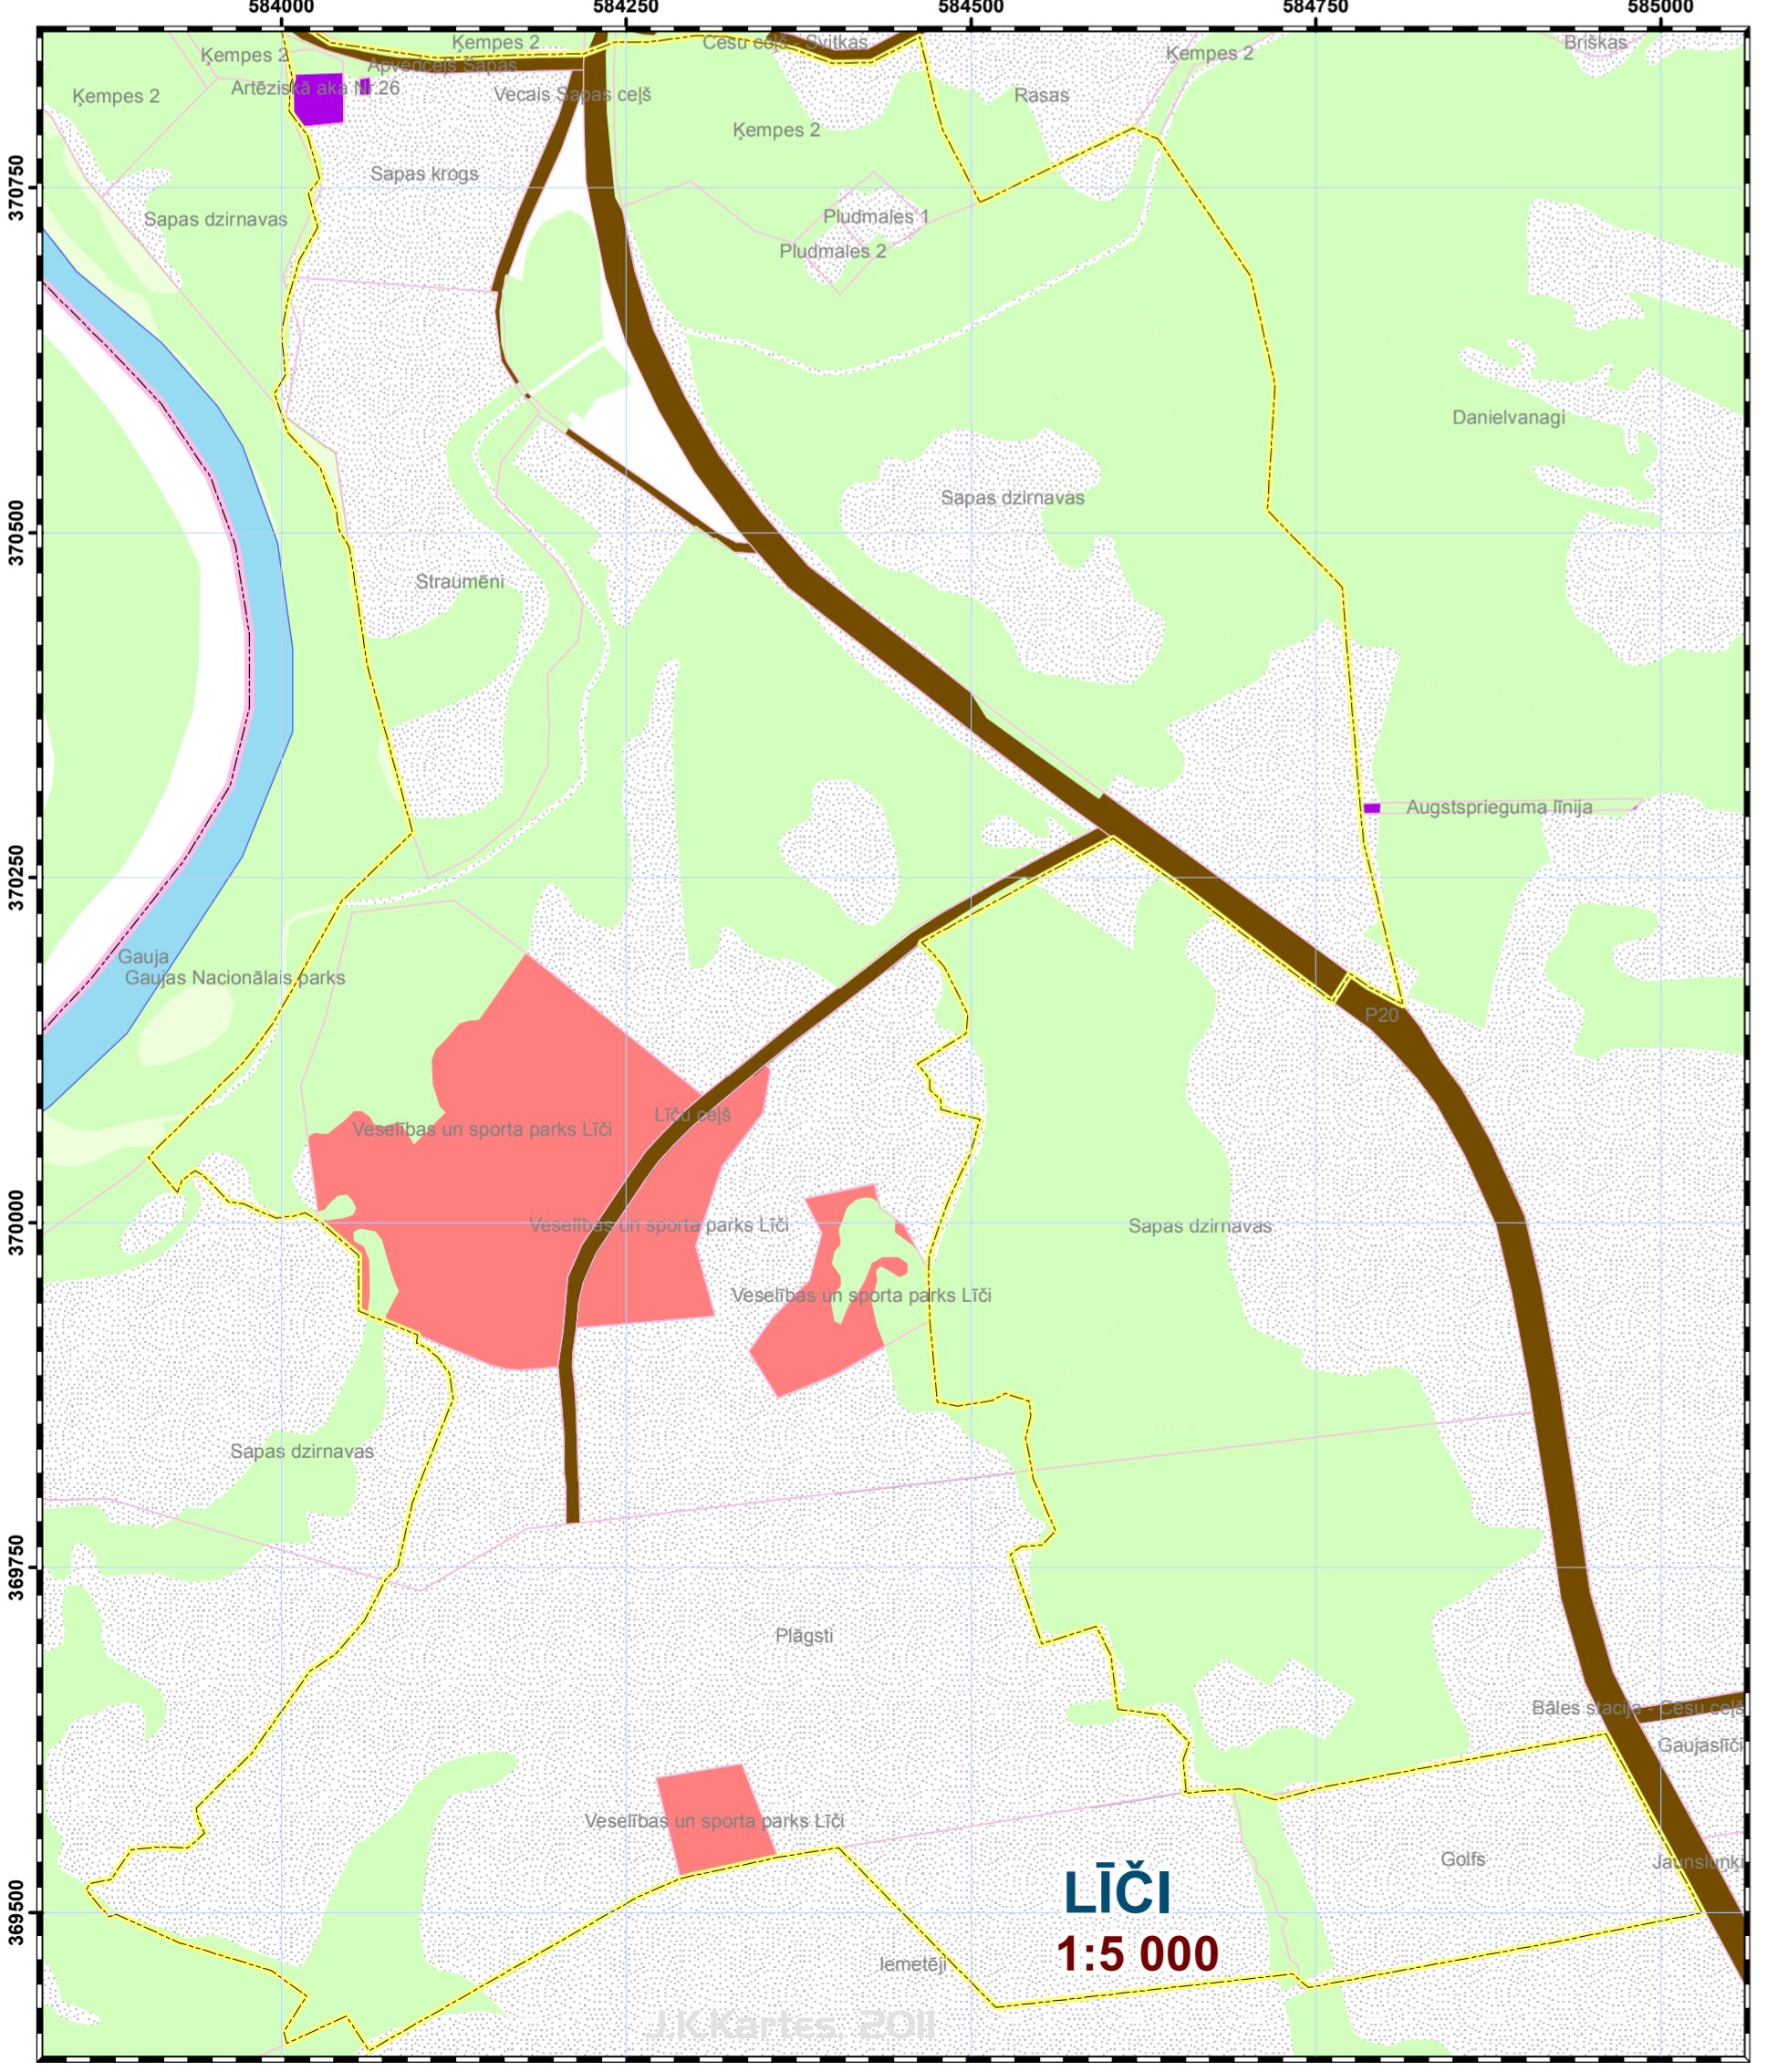 584000 584250 584500 584750 585000
Ķempes 2
Ķempes 2
Cēsu ceļš - Svitkas
Ķempes 2
Briškas
Apvedceļš Sapas
Artēziskā aka Nr.26
Vecais Sapas ceļš
Ķempes 2
Rasas
Ķempes 2
370750
Sapas krogs
Sapas dzirnavas
Pludmales 1
Pludmales 2
Danielvanagi
Sapas dzirnavas
370500
Straumēni
Augstsprieguma līnija
370250
Gauja
Gaujas Nacionālais parks
P20
Līču ceļš
Veselības un sporta parks Līči
370000
Veselības un sporta parks Līči
Sapas dzirnavas
Veselības un sporta parks Līči
Sapas dzirnavas
369750
Plāgsti
Bāles stacija - Cēsu ceļš
Gaujaslīči
Veselības un sporta parks Līči
Golfs
Jaunsluņķi
LĪČI
369500
1:5 000
Iemetēji
J.K.Kartes, 2011